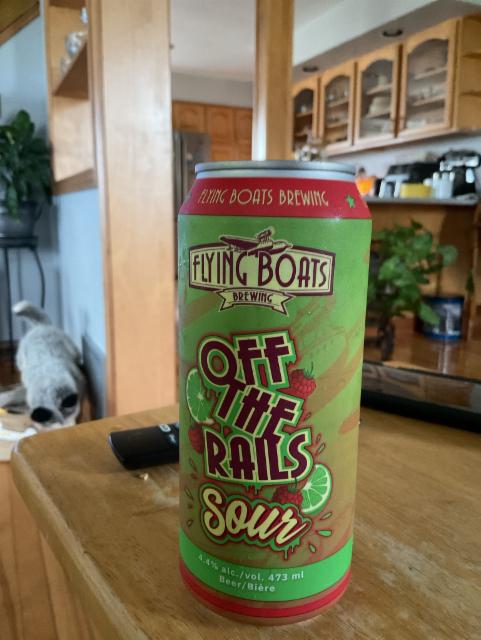 FLYING BOATS BREWING
FLYING BOATS
BREWING
OFF
THE
RAILS
Sour
4.4% alc./vol. 473 ml
Beer/Bière